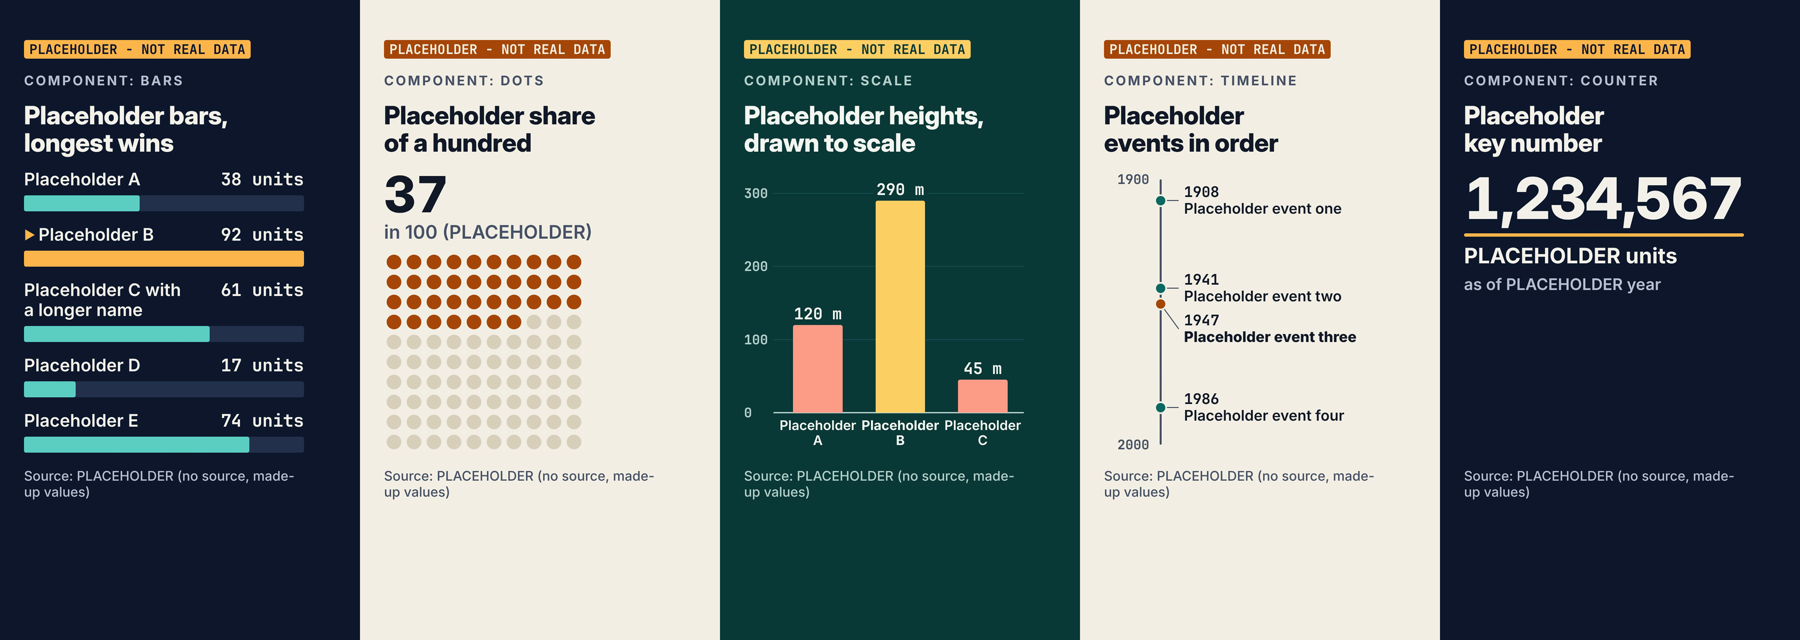 PLACEHOLDER - NOT REAL DATA
COMPONENT: BARS
Placeholder bars,
longest wins
Placeholder A 38 units
Placeholder B 92 units
Placeholder C with
a longer name 61 units
Placeholder D 17 units
Placeholder E 74 units
Source: PLACEHOLDER (no source, made-
up values)
PLACEHOLDER - NOT REAL DATA
COMPONENT: DOTS
Placeholder share
of a hundred
37
in 100 (PLACEHOLDER)
Source: PLACEHOLDER (no source, made-
up values)
PLACEHOLDER - NOT REAL DATA
COMPONENT: SCALE
Placeholder heights,
drawn to scale
300
290 m
200
120 m
100
45 m
0
Placeholder Placeholder Placeholder
A B C
Source: PLACEHOLDER (no source, made-
up values)
PLACEHOLDER - NOT REAL DATA
COMPONENT: TIMELINE
Placeholder
events in order
1900
1908
Placeholder event one
1941
Placeholder event two
1947
Placeholder event three
1986
Placeholder event four
2000
Source: PLACEHOLDER (no source, made-
up values)
PLACEHOLDER - NOT REAL DATA
COMPONENT: COUNTER
Placeholder
key number
1,234,567
PLACEHOLDER units
as of PLACEHOLDER year
Source: PLACEHOLDER (no source, made-
up values)